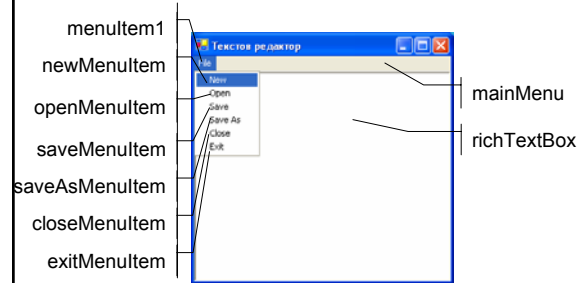 menuItem1
newMenuItem
openMenuItem
saveMenuItem
saveAsMenuItem
closeMenuItem
exitMenuItem
Текстов редактор
File
New
Open
Save
Save As
Close
Exit
mainMenu
richTextBox